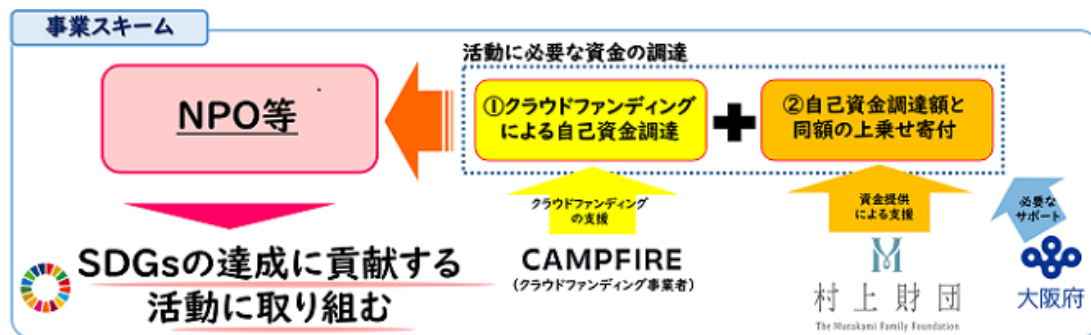 事業スキーム
活動に必要な資金の調達
NPO等
①クラウドファンディング
による自己資金調達
②自己資金調達額と
同額の上乗せ寄付
クラウドファンディング
の支援
資金提供
による支援
必要な
サポート
SDGsの達成に貢献する
活動に取り組む
CAMPFIRE
(クラウドファンディング事業者)
村上財団
The Murakami Family Foundation
大阪府